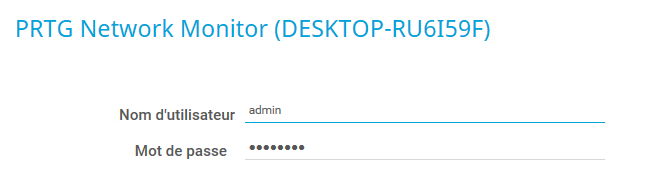 PRTG Network Monitor (DESKTOP-RU6I59F)
Nom d'utilisateur admin
Mot de passe ••••••••